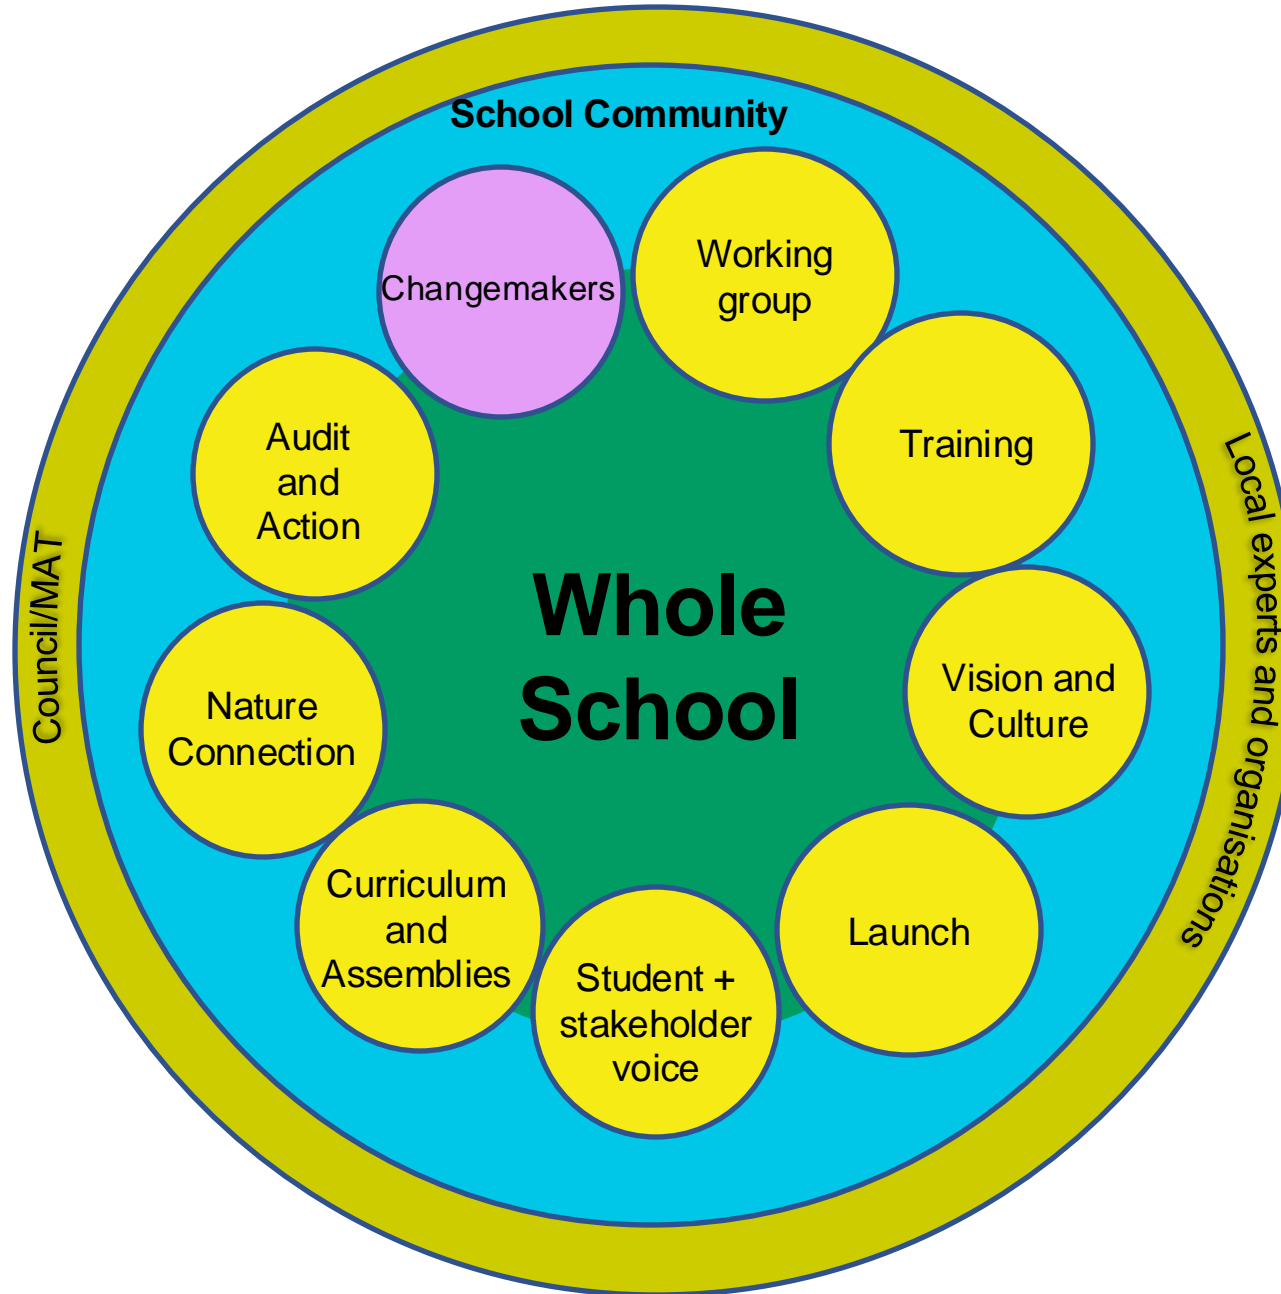 School Community
Changemakers
Working
group
Training
Vision and
Culture
Launch
Student +
stakeholder
voice
Curriculum
and
Assemblies
Nature
Connection
Audit
and
Action
Whole
School
Council/MAT
Local experts and organisations